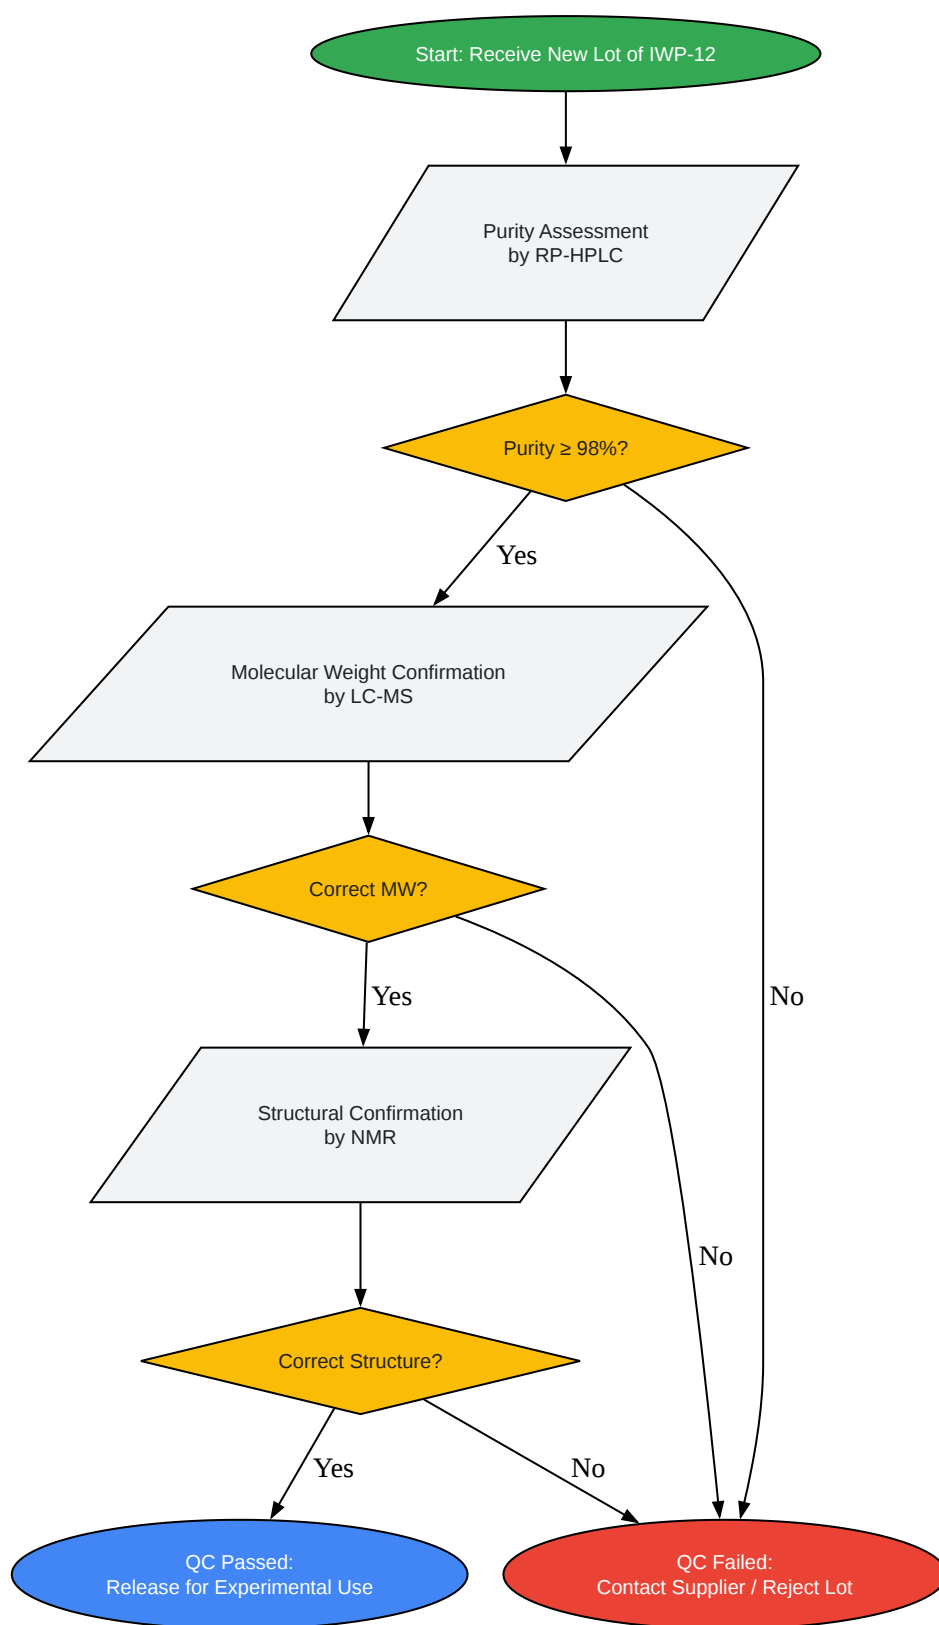 Start: Receive New Lot of IWP-12
Purity Assessment
by RP-HPLC
Purity ≥ 98%?
Yes
Molecular Weight Confirmation
by LC-MS
Correct MW?
Yes
No
Structural Confirmation
by NMR
No
Correct Structure?
Yes
No
QC Passed:
Release for Experimental Use
QC Failed:
Contact Supplier / Reject Lot